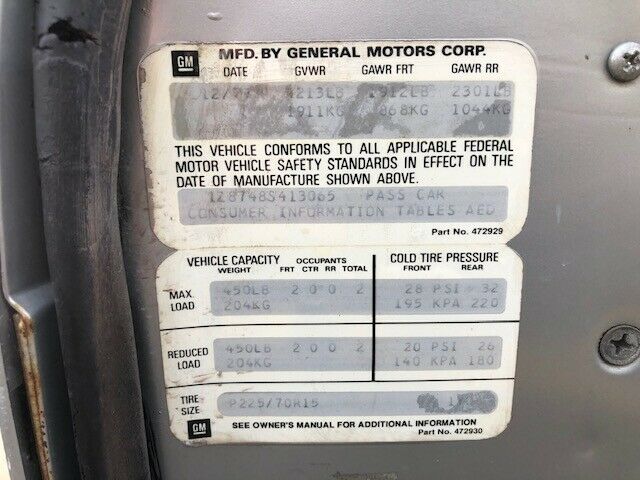 GM MFD. BY GENERAL MOTORS CORP.
DATE GVWR GAWR FRT GAWR RR
4213LB 1912LB 2301LB
1911KG 868KG 1044KG
THIS VEHICLE CONFORMS TO ALL APPLICABLE FEDERAL
MOTOR VEHICLE SAFETY STANDARDS IN EFFECT ON THE
DATE OF MANUFACTURE SHOWN ABOVE.
1Z8748S413065 PASS CAR
CONSUMER INFORMATION TABLES AED
Part No. 472929
VEHICLE CAPACITY OCCUPANTS COLD TIRE PRESSURE
WEIGHT FRT CTR RR TOTAL FRONT REAR
MAX. LOAD 450LB 2 0 0 2 28 PSI 32
204KG 195 KPA 220
REDUCED LOAD 450LB 2 0 0 2 20 PSI 26
204KG 140 KPA 180
TIRE SIZE P225/70R15
GM SEE OWNER'S MANUAL FOR ADDITIONAL INFORMATION
Part No. 472930